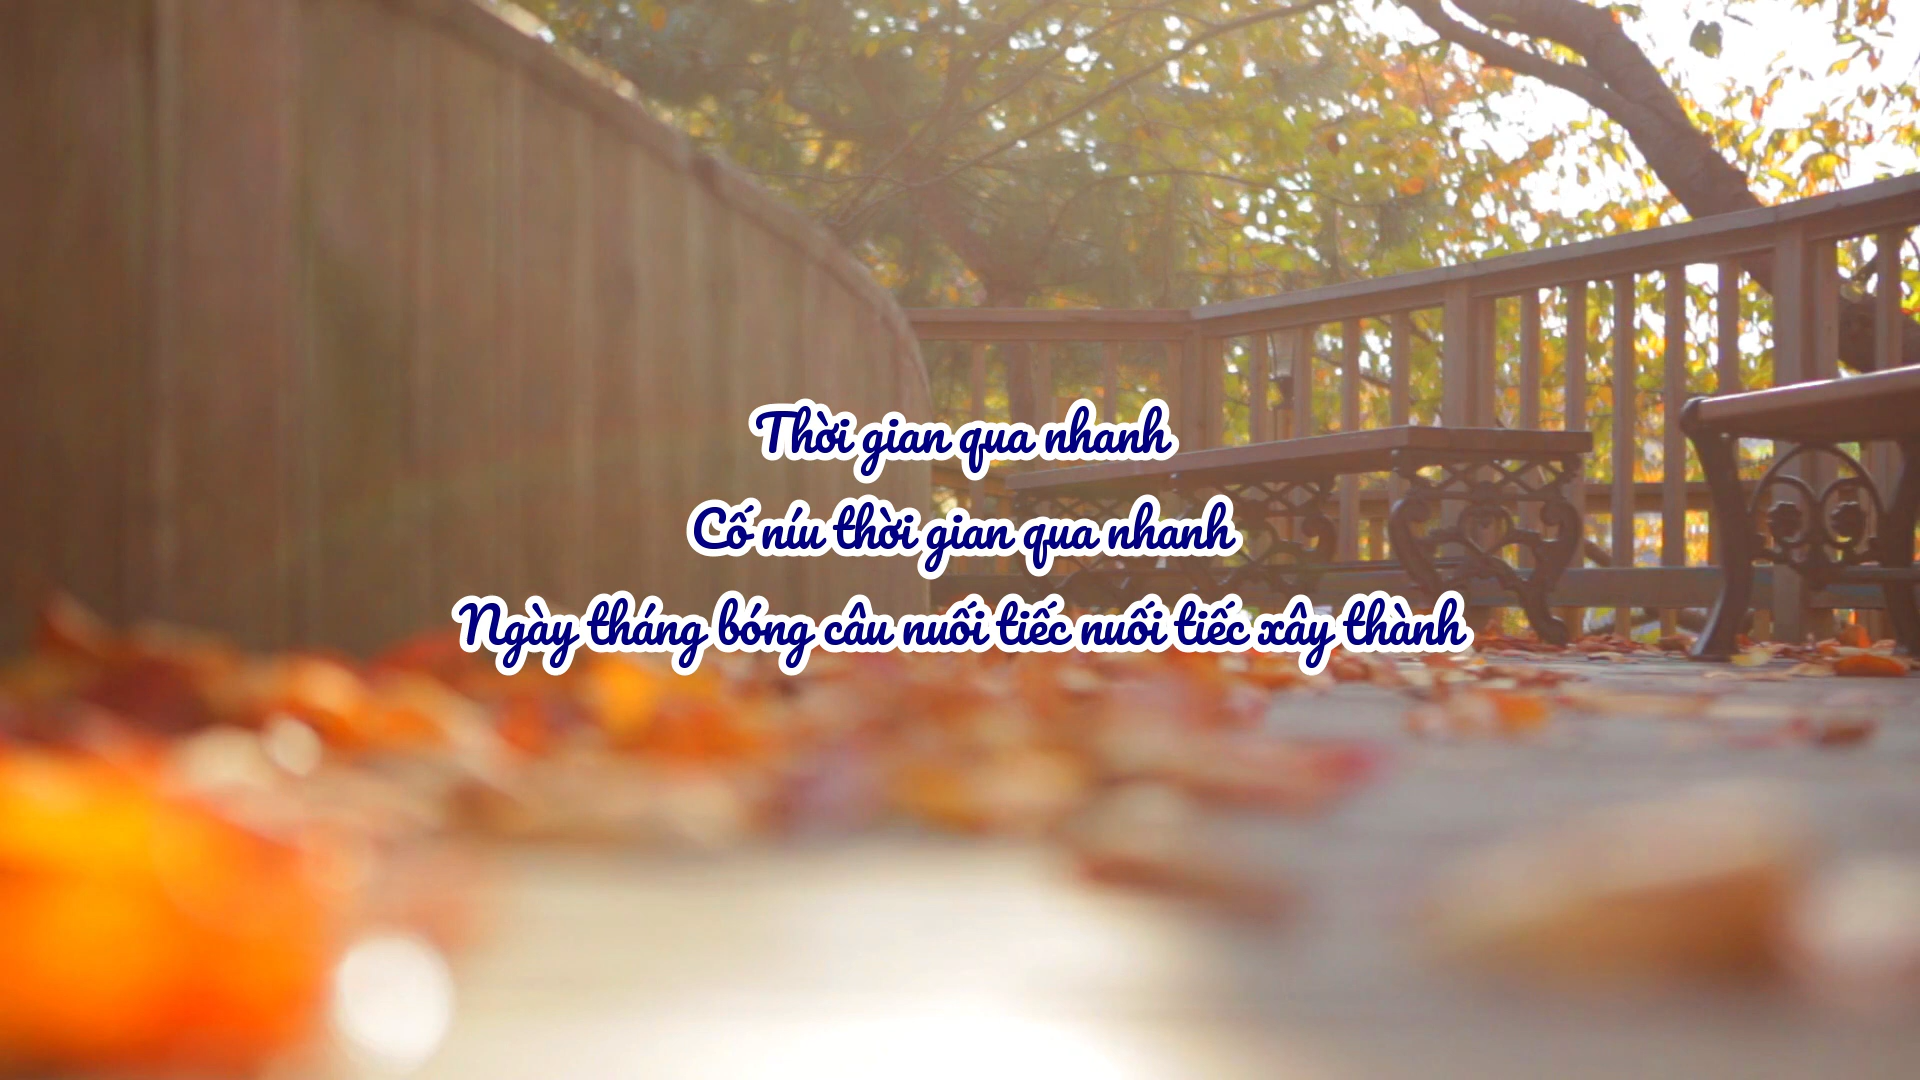 Thời gian qua nhanh
Cố níu thời gian qua nhanh
Ngày tháng bóng câu nuối tiếc nuối tiếc xây thành